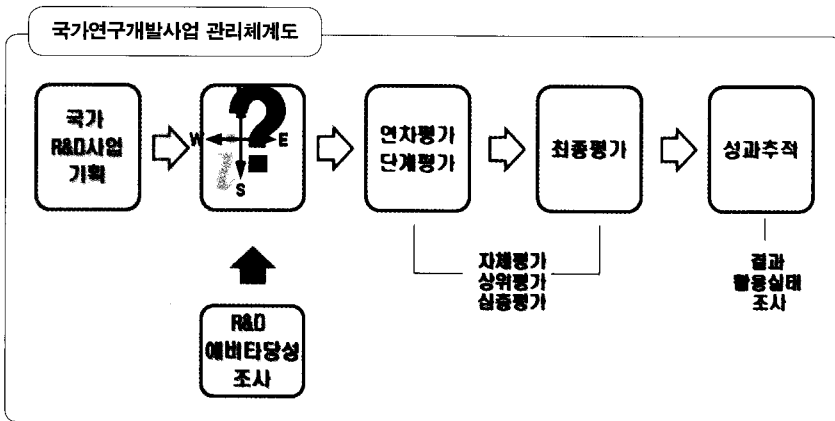 국가연구개발사업 관리체계도
국가
R&D사업
기획
?
W E
S
연차평가
단계평가
최종평가
성과추적
자체평가
상위평가
심층평가
결과
활용실태
조사
R&D
예비타당성
조사